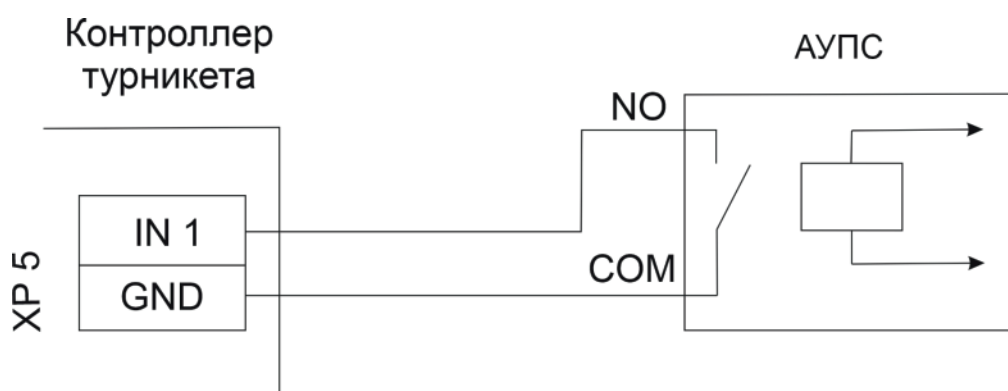 Контроллер
турникета
АУПС
NO
IN 1
COM
GND
XP 5